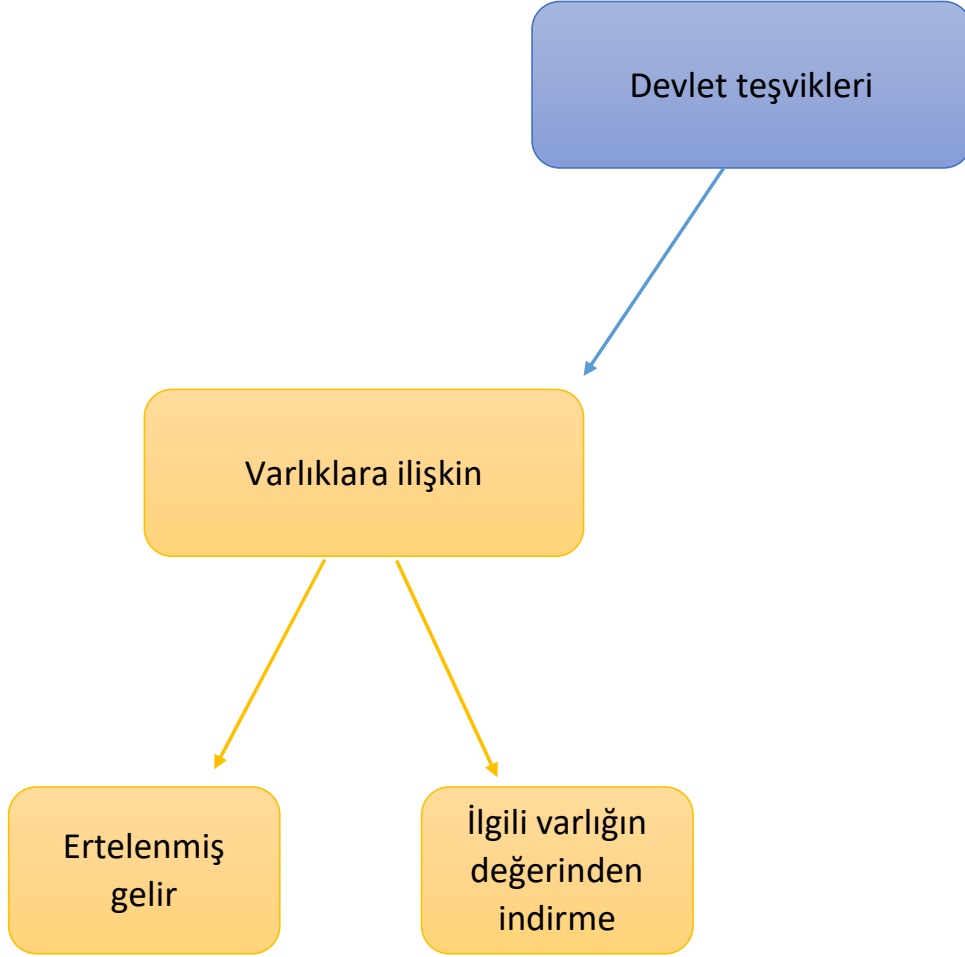 Devlet teşvikleri
Varlıklara ilişkin
Ertelenmiş
gelir
İlgili varlığın
değerinden
indirme